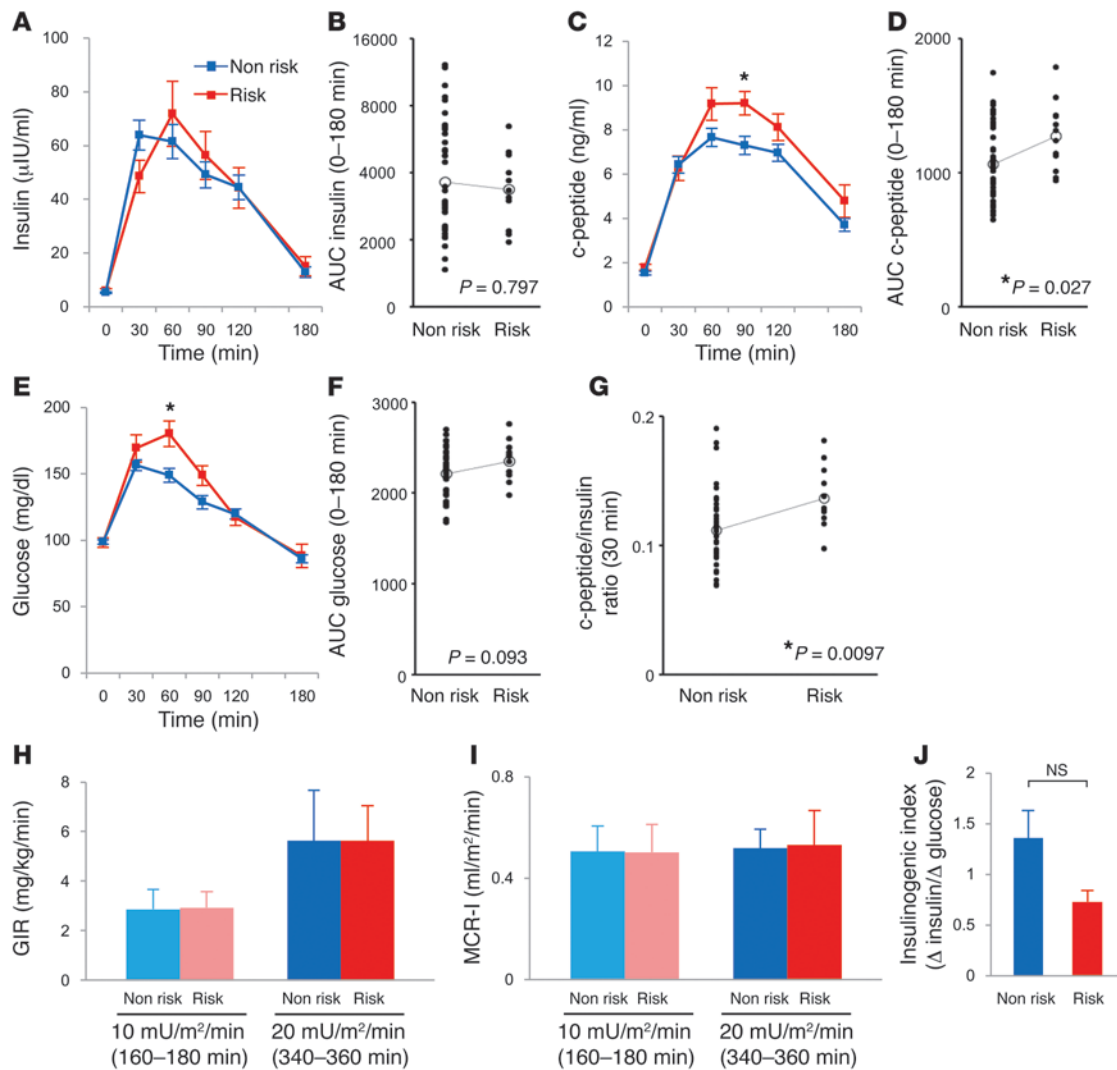 A
Insulin (μIU/ml)
100
80
60
40
20
0
Non risk
Risk
0 30 60 90 120 180
Time (min)
B
AUC insulin (0–180 min)
16000
8000
4000
2000
0
P = 0.797
Non risk Risk
C
c-peptide (ng/ml)
12
10
8
6
4
2
0
*
0 30 60 90 120 180
Time (min)
D
AUC c-peptide (0–180 min)
2000
1000
0
*P = 0.027
Non risk Risk
E
Glucose (mg/dl)
200
150
100
50
0
*
0 30 60 90 120 180
Time (min)
F
AUC glucose (0–180 min)
3000
2000
1000
0
P = 0.093
Non risk Risk
G
c-peptide/insulin
ratio (30 min)
0.2
0.1
0
*P = 0.0097
Non risk Risk
H
GIR (mg/kg/min)
8
6
4
2
0
Non risk Risk Non risk Risk
10 mU/m²/min 20 mU/m²/min
(160–180 min) (340–360 min)
I
MCR-I (ml/m²/min)
0.8
0.4
0
Non risk Risk Non risk Risk
10 mU/m²/min 20 mU/m²/min
(160–180 min) (340–360 min)
J
Insulinogenic index
(Δ insulin/Δ glucose)
2
1.5
1
0.5
0
NS
Non risk Risk